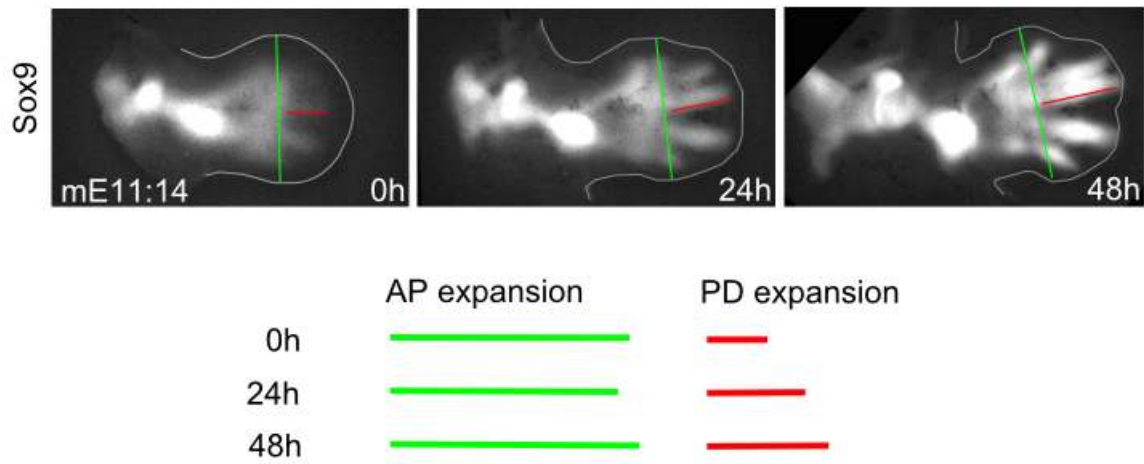 Sox9
mE11:14
0h
24h
48h
AP expansion
PD expansion
0h
24h
48h